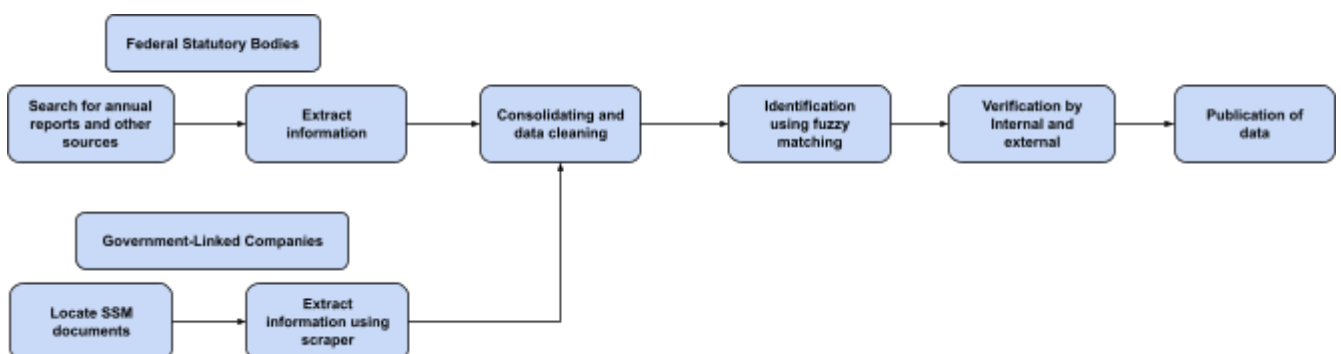 Federal Statutory Bodies
Search for annual
reports and other
sources
Extract
information
Consolidating and
data cleaning
Identification
using fuzzy
matching
Verification by
Internal and
external
Publication of
data
Government-Linked Companies
Locate SSM
documents
Extract
information using
scraper